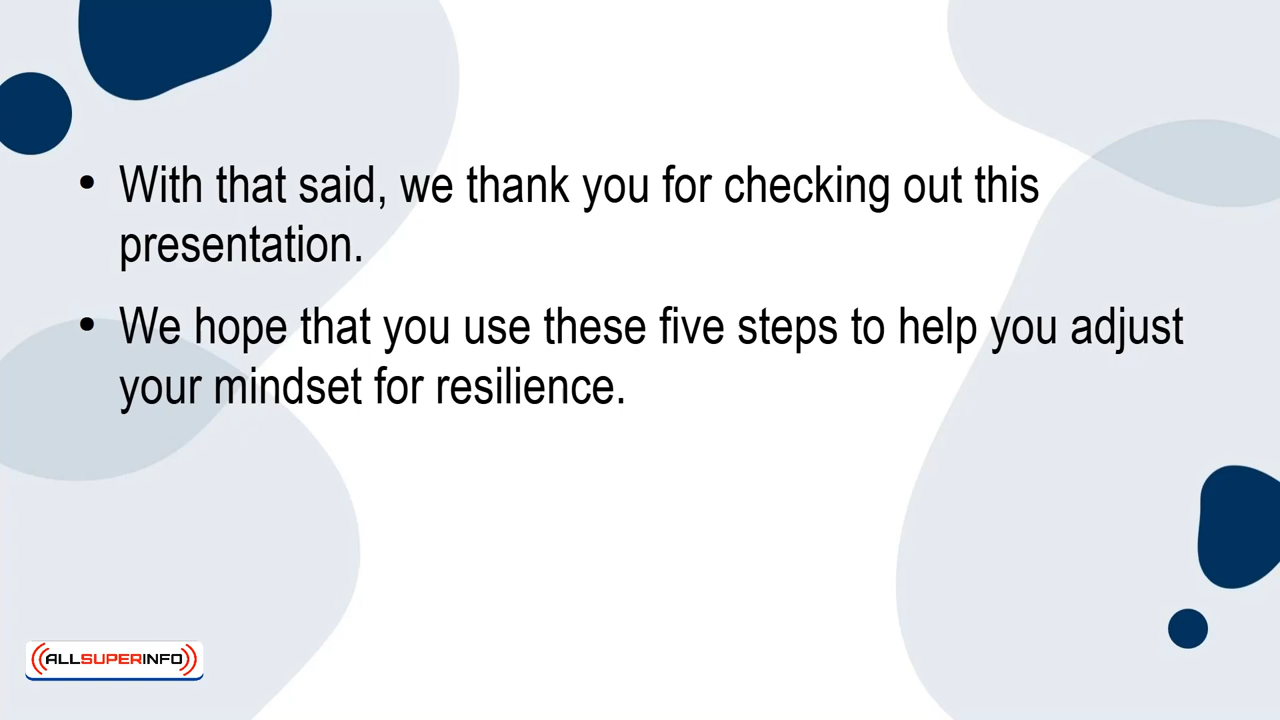 • With that said, we thank you for checking out this
presentation.
• We hope that you use these five steps to help you adjust
your mindset for resilience.
ALLSUPERINFO